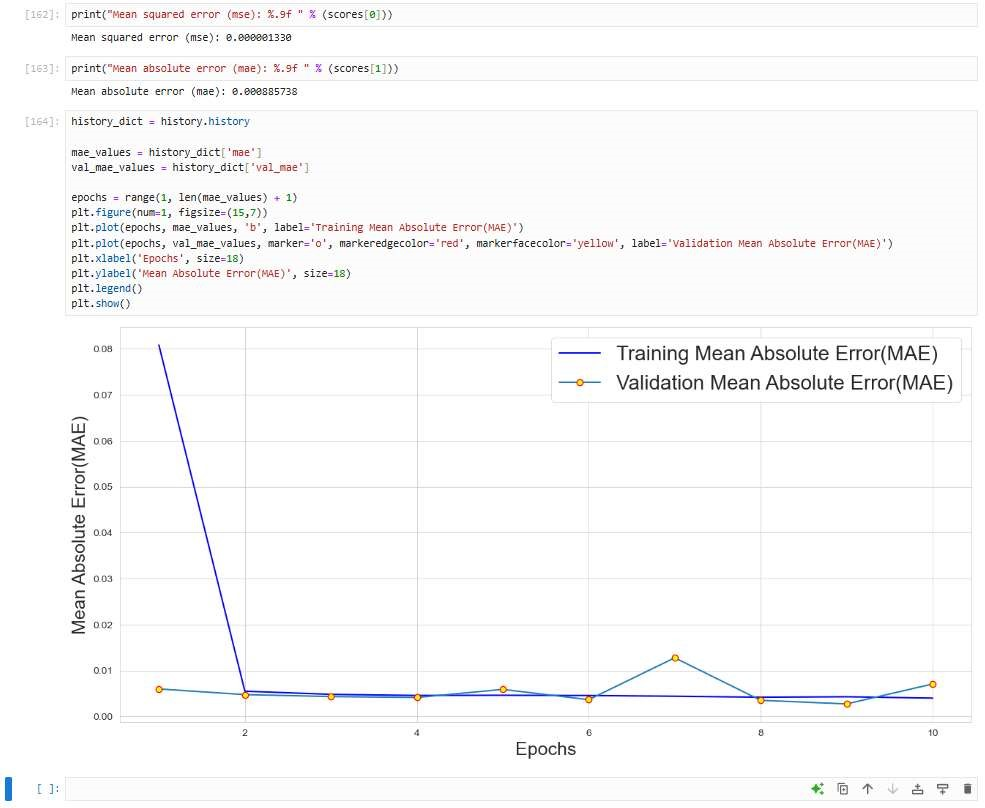 [162]: print("Mean squared error (mse): %.9f " % (scores[0]))
Mean squared error (mse): 0.000001330
[163]: print("Mean absolute error (mae): %.9f " % (scores[1]))
Mean absolute error (mae): 0.000885738
[164]: history_dict = history.history
mae_values = history_dict['mae']
val_mae_values = history_dict['val_mae']
epochs = range(1, len(mae_values) + 1)
plt.figure(num=1, figsize=(15,7))
plt.plot(epochs, mae_values, 'b', label='Training Mean Absolute Error(MAE)')
plt.plot(epochs, val_mae_values, marker='o', markeredgecolor='red', markerfacecolor='yellow', label='Validation Mean Absolute Error(MAE)')
plt.xlabel('Epochs', size=18)
plt.ylabel('Mean Absolute Error(MAE)', size=18)
plt.legend()
plt.show()
Training Mean Absolute Error(MAE)
Validation Mean Absolute Error(MAE)
Mean Absolute Error(MAE)
0.08
0.07
0.06
0.05
0.04
0.03
0.02
0.01
0.00
2 4 6 8 10
Epochs
[ ]: